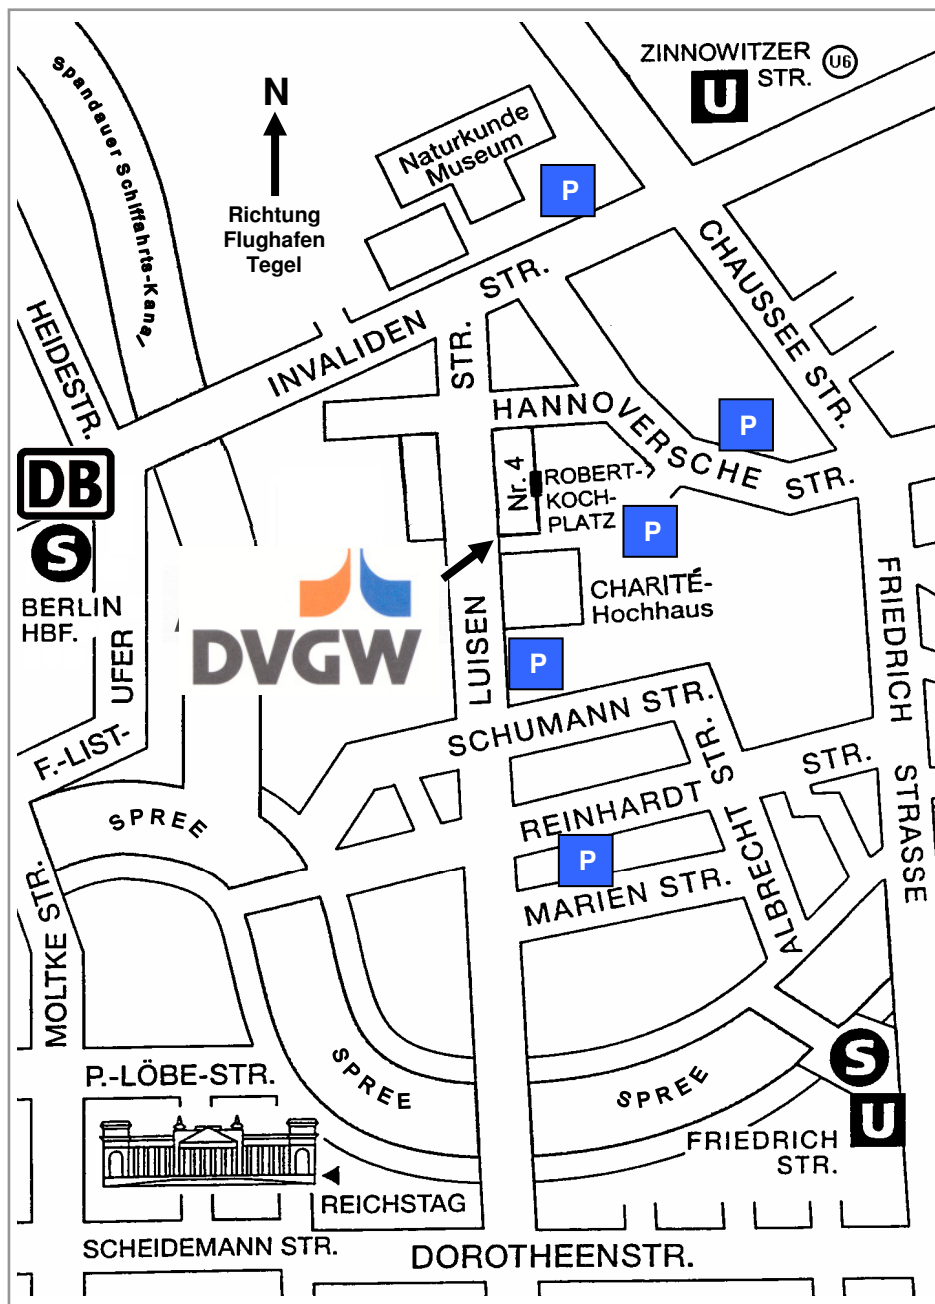 ZINNOWITZER
STR.
U6
U
N
Richtung
Flughafen
Tegel
Naturkunde
Museum
P
Spandauer Schiffahrts-Kanal
HEIDESTR.
INVALIDEN
STR.
CHAUSSEE STR.
STR.
HANNOVERSCHE STR.
P
DB
S
BERLIN
HBF.
Nr. 4
ROBERT-
KOCH-
PLATZ
P
CHARITÉ-
Hochhaus
DVGW
LUISEN
P
FRIEDRICH
STRASSE
UFER
F.-LIST-
SCHUMANN STR.
STR.
REINHARDT
STR.
ALBRECHT
P
MARIEN STR.
SPREE
MOLTKE STR.
SPREE
SPREE
S
U
FRIEDRICH
STR.
P.-LÖBE-STR.
REICHSTAG
SCHEIDEMANN STR.
DOROTHEENSTR.